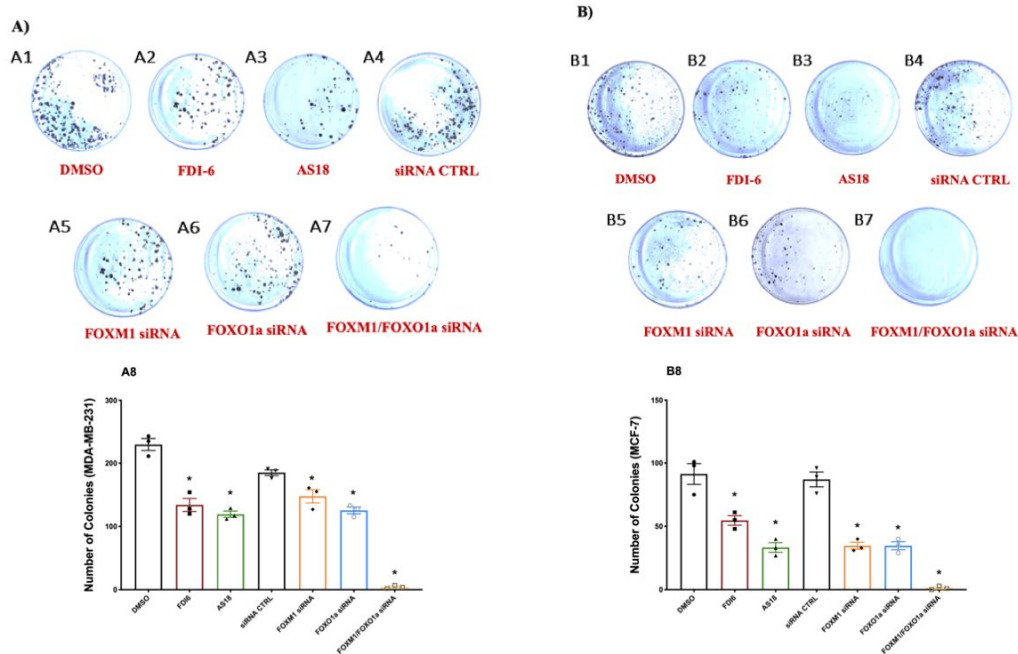 A)
A1
A2
A3
A4
DMSO
FDI-6
AS18
siRNA CTRL
A5
A6
A7
FOXM1 siRNA
FOXO1a siRNA
FOXM1/FOXO1a siRNA
A8
Number of Colonies (MDA-MB-231)
300
200
100
0
*
*
*
*
*
DMSO
FDI6
AS18
siRNA CTRL
FOXM1 siRNA
FOXO1a siRNA
FOXM1/FOXO1a siRNA
B)
B1
B2
B3
B4
DMSO
FDI-6
AS18
siRNA CTRL
B5
B6
B7
FOXM1 siRNA
FOXO1a siRNA
FOXM1/FOXO1a siRNA
B8
Number of Colonies (MCF-7)
150
100
50
0
*
*
*
*
*
DMSO
FDI6
AS18
siRNA CTRL
FOXM1 siRNA
FOXO1a siRNA
FOXM1/FOXO1a siRNA